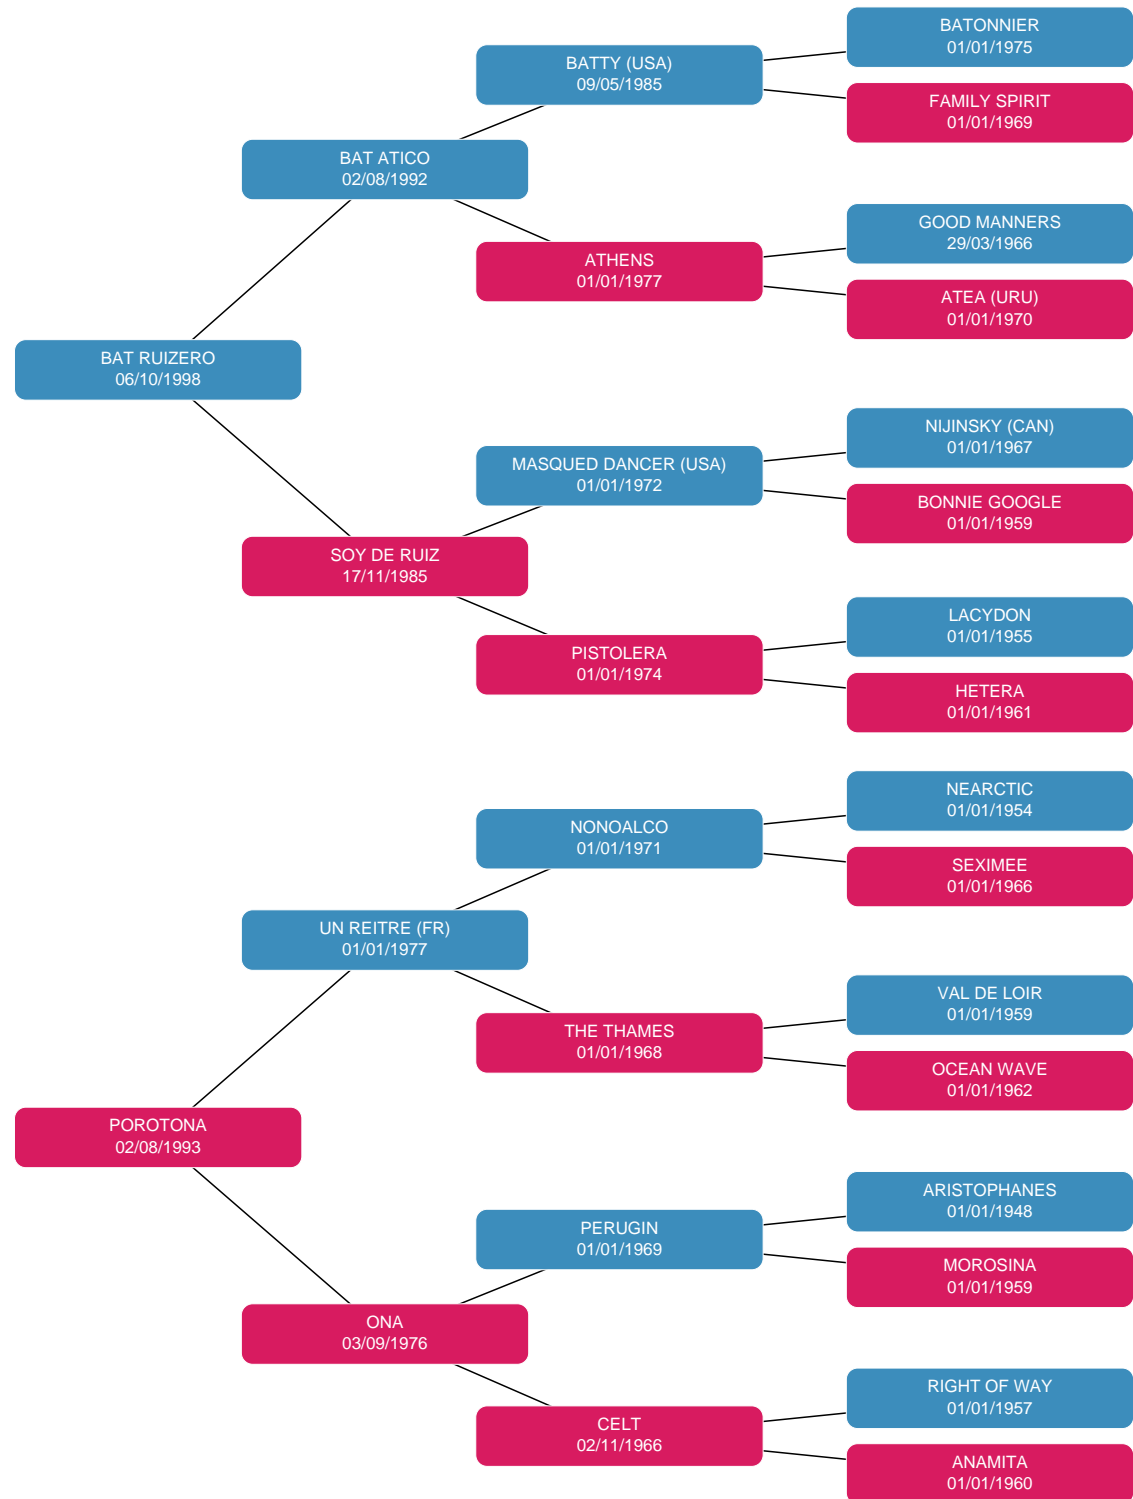 BATONNIER
01/01/1975
BATTY (USA)
09/05/1985
FAMILY SPIRIT
01/01/1969
BAT ATICO
02/08/1992
GOOD MANNERS
29/03/1966
ATHENS
01/01/1977
ATEA (URU)
01/01/1970
BAT RUIZERO
06/10/1998
NIJINSKY (CAN)
01/01/1967
MASQUED DANCER (USA)
01/01/1972
BONNIE GOOGLE
01/01/1959
SOY DE RUIZ
17/11/1985
LACYDON
01/01/1955
PISTOLERA
01/01/1974
HETERA
01/01/1961
NEARCTIC
01/01/1954
NONOALCO
01/01/1971
SEXIMEE
01/01/1966
UN REITRE (FR)
01/01/1977
VAL DE LOIR
01/01/1959
THE THAMES
01/01/1968
OCEAN WAVE
01/01/1962
POROTONA
02/08/1993
ARISTOPHANES
01/01/1948
PERUGIN
01/01/1969
MOROSINA
01/01/1959
ONA
03/09/1976
RIGHT OF WAY
01/01/1957
CELT
02/11/1966
ANAMITA
01/01/1960